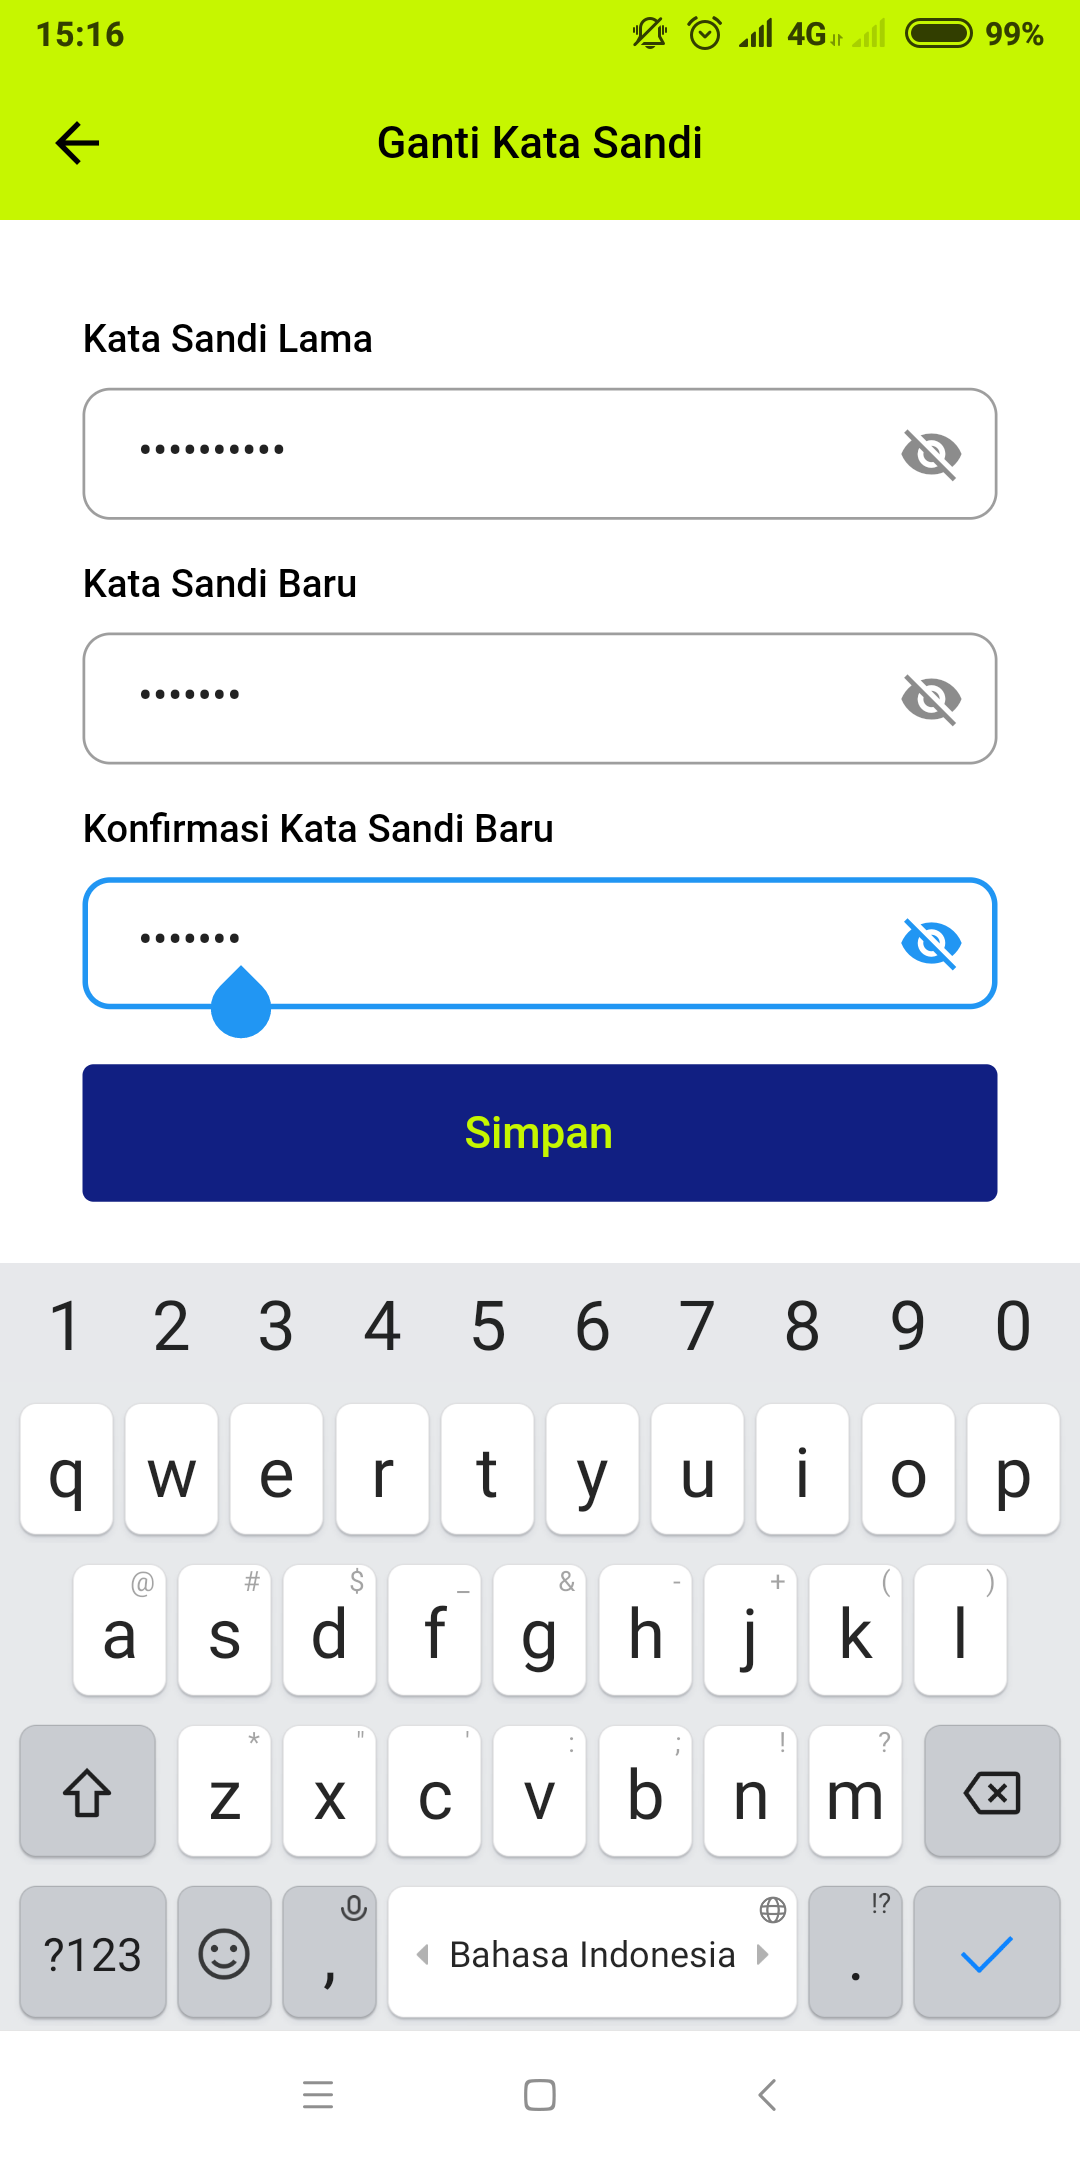 15:16 4G 99%
Ganti Kata Sandi
Kata Sandi Lama
••••••••••
Kata Sandi Baru
•••••••
Konfirmasi Kata Sandi Baru
•••••••
Simpan
1 2 3 4 5 6 7 8 9 0
q w e r t y u i o p
@ # $ _ & - + ( )
a s d f g h j k l
* " ' : ; ! ?
z x c v b n m
!?
?123 , Bahasa Indonesia .